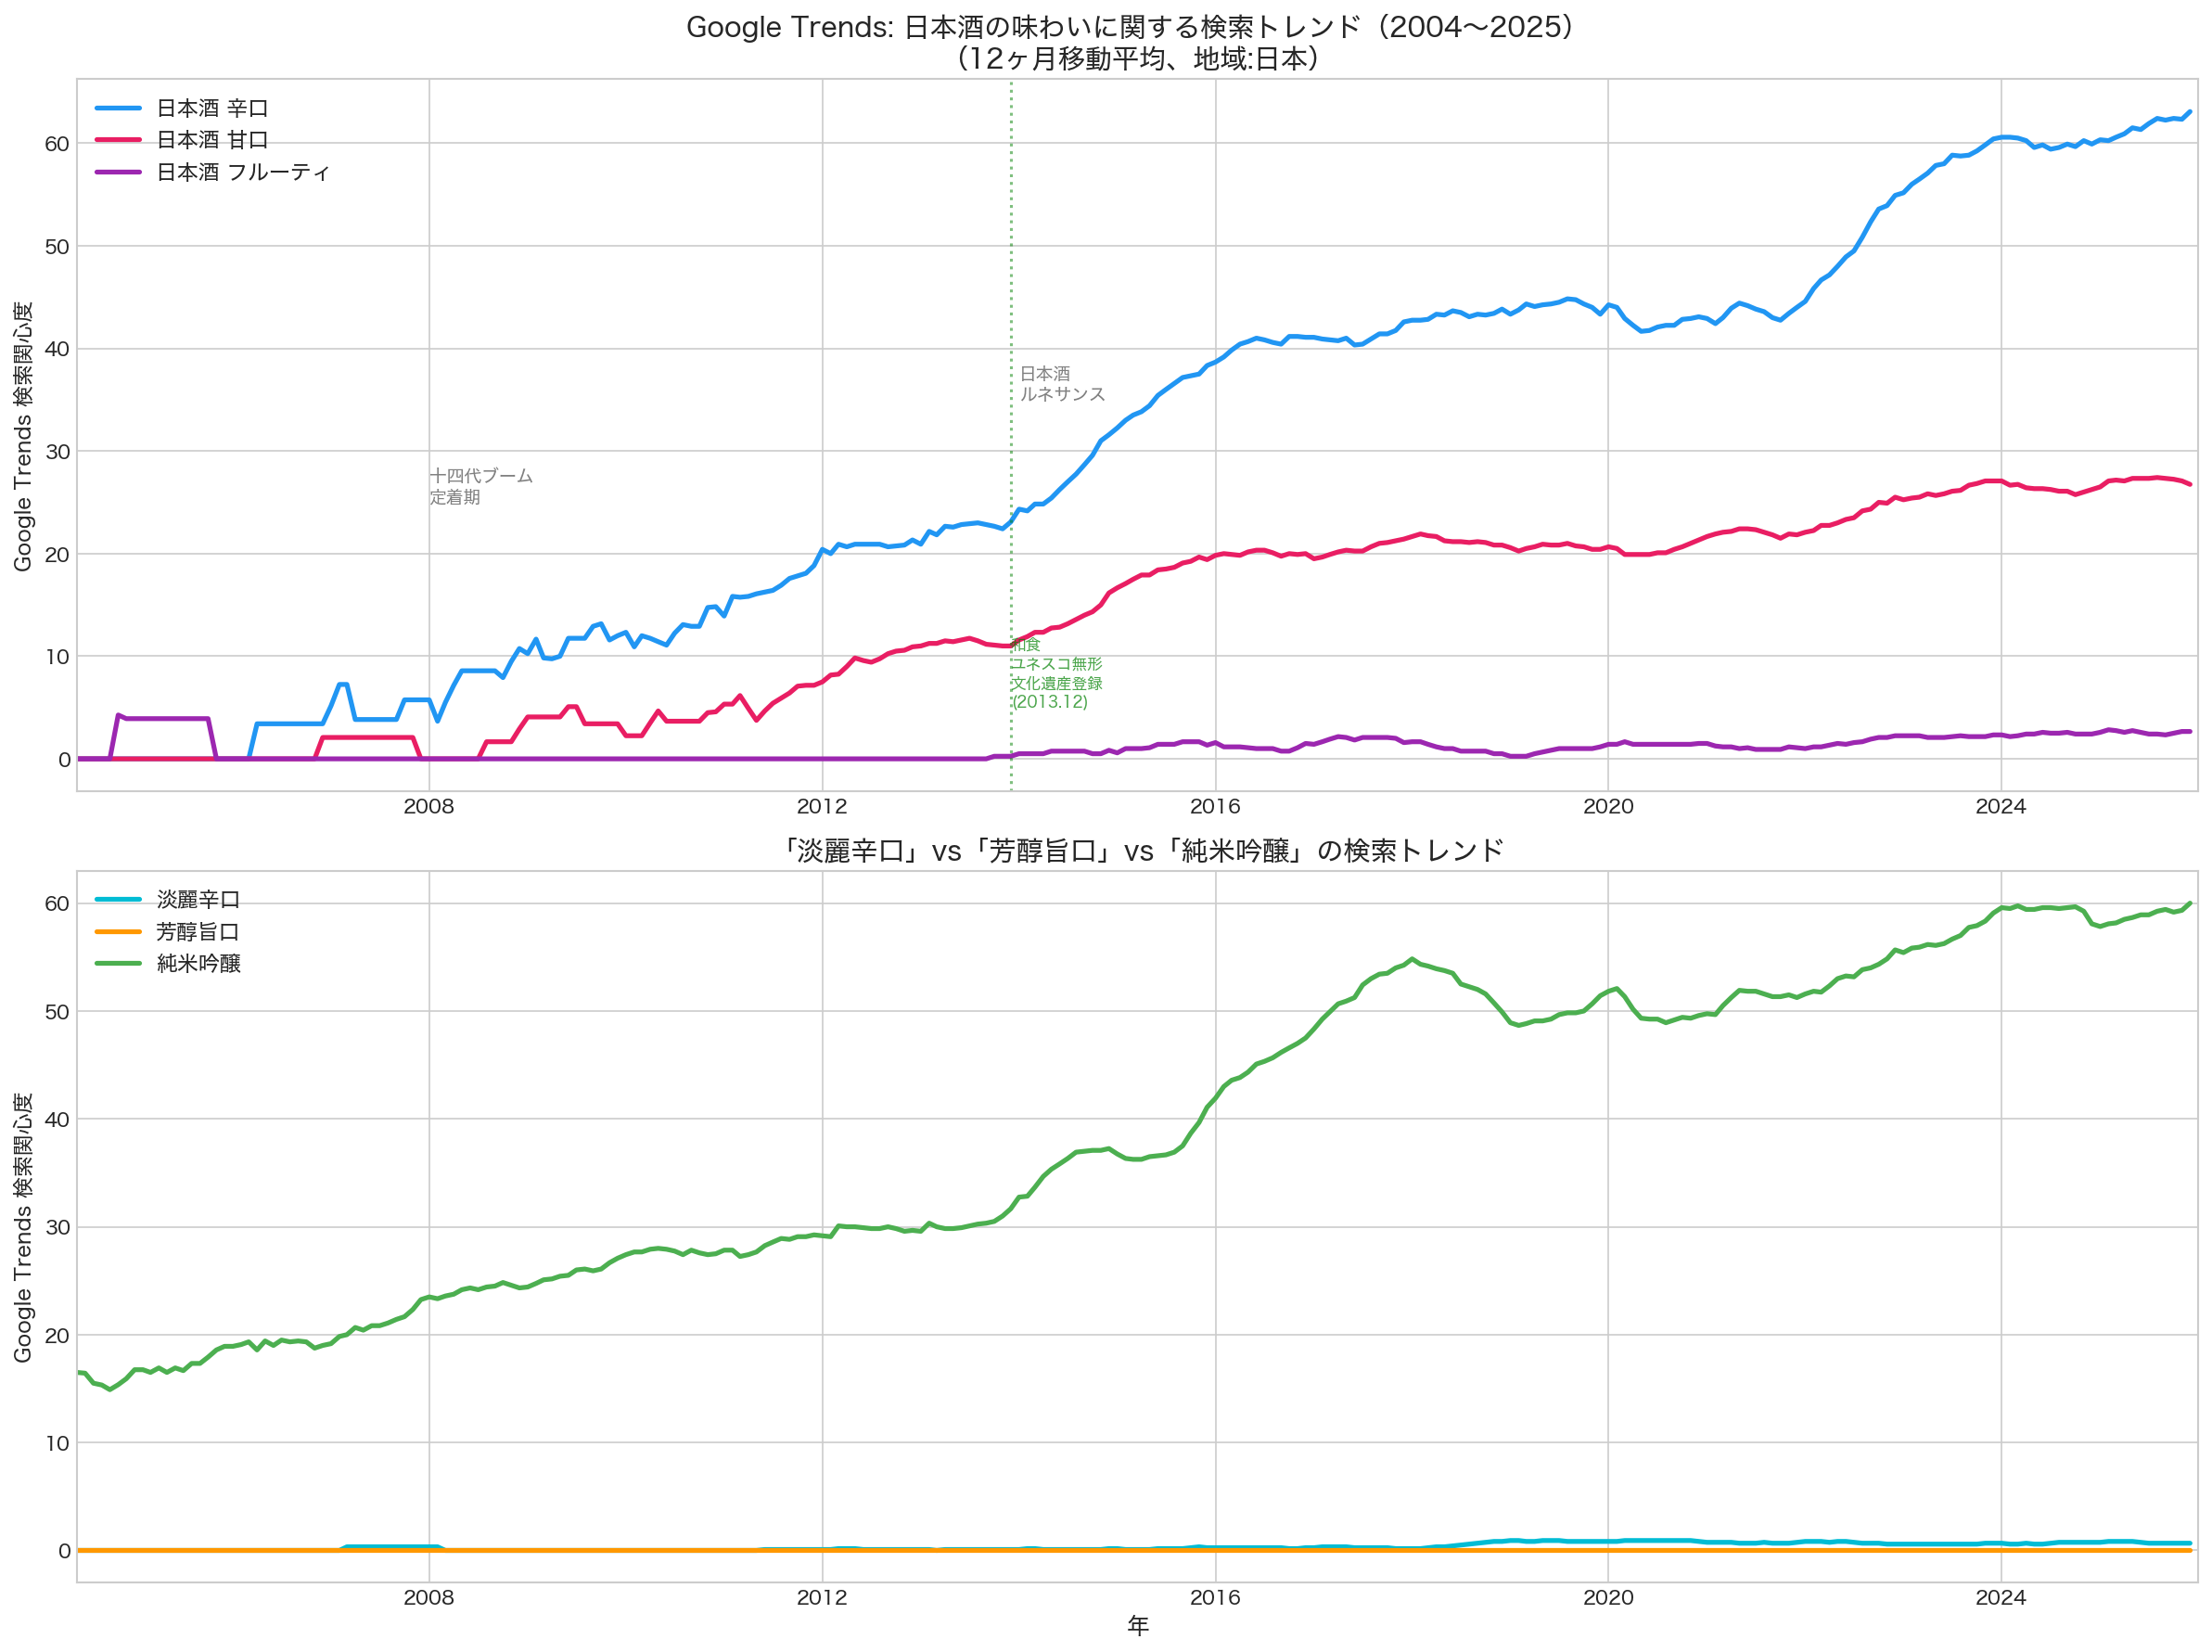 Google Trends: 日本酒の味わいに関する検索トレンド（2004〜2025）
（12ヶ月移動平均、地域:日本）
Google Trends 検索関心度
日本酒 辛口
日本酒 甘口
日本酒 フルーティ
60
50
40
30
20
10
0
十四代ブーム
定着期
日本酒
ルネサンス
和食
ユネスコ無形
文化遺産登録
(2013.12)
2008
2012
2016
2020
2024
「淡麗辛口」vs「芳醇旨口」vs「純米吟醸」の検索トレンド
Google Trends 検索関心度
淡麗辛口
芳醇旨口
純米吟醸
60
50
40
30
20
10
0
2008
2012
2016
2020
2024
年